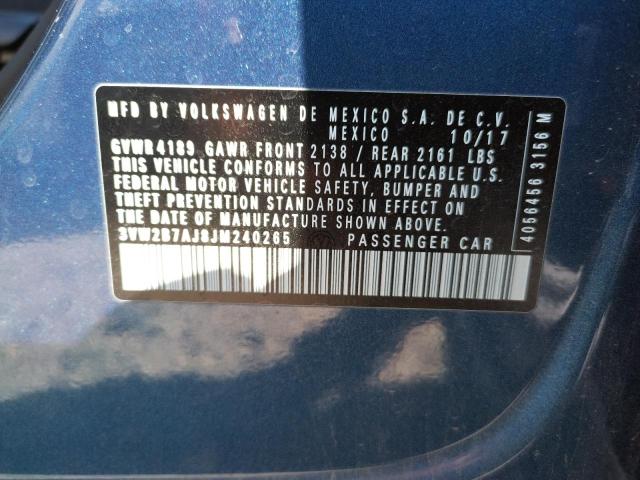 MFD BY VOLKSWAGEN DE MEXICO S.A. DE C.V.
MEXICO 10/17
GVWR4189 GAWR FRONT 2138 / REAR 2161 LBS
THIS VEHICLE CONFORMS TO ALL APPLICABLE U.S.
FEDERAL MOTOR VEHICLE SAFETY, BUMPER AND
THEFT PREVENTION STANDARDS IN EFFECT ON
THE DATE OF MANUFACTURE SHOWN ABOVE.
3VW2B7AJ8JM240265 PASSENGER CAR
4056456 3156 M